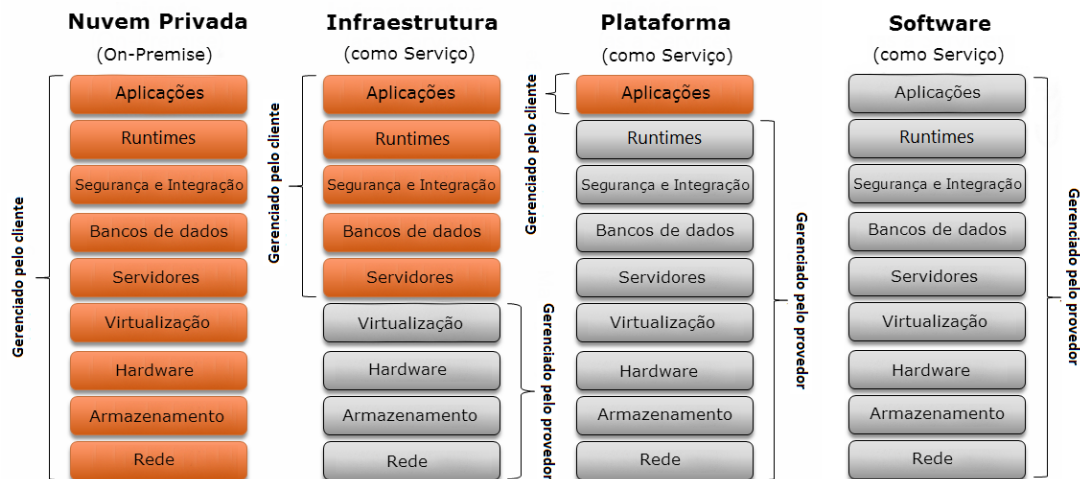 Nuvem Privada
(On-Premise)
Gerenciado pelo cliente
Aplicações
Runtimes
Segurança e Integração
Bancos de dados
Servidores
Virtualização
Hardware
Armazenamento
Rede
Infraestrutura
(como Serviço)
Gerenciado pelo cliente
Aplicações
Runtimes
Segurança e Integração
Bancos de dados
Servidores
Virtualização
Hardware
Armazenamento
Rede
Gerenciado pelo provedor
Plataforma
(como Serviço)
Gerenciado pelo cliente
Aplicações
Runtimes
Segurança e Integração
Bancos de dados
Servidores
Virtualização
Hardware
Armazenamento
Rede
Gerenciado pelo provedor
Software
(como Serviço)
Aplicações
Runtimes
Segurança e Integração
Bancos de dados
Servidores
Virtualização
Hardware
Armazenamento
Rede
Gerenciado pelo provedor